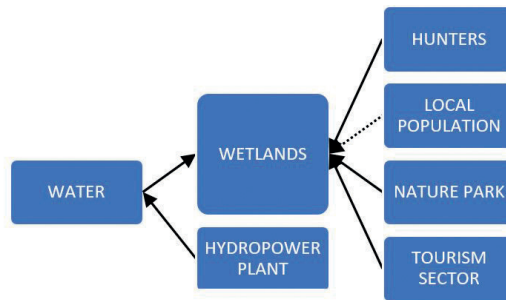 HUNTERS
LOCAL
POPULATION
WETLANDS
WATER
NATURE PARK
HYDROPOWER
PLANT
TOURISM
SECTOR